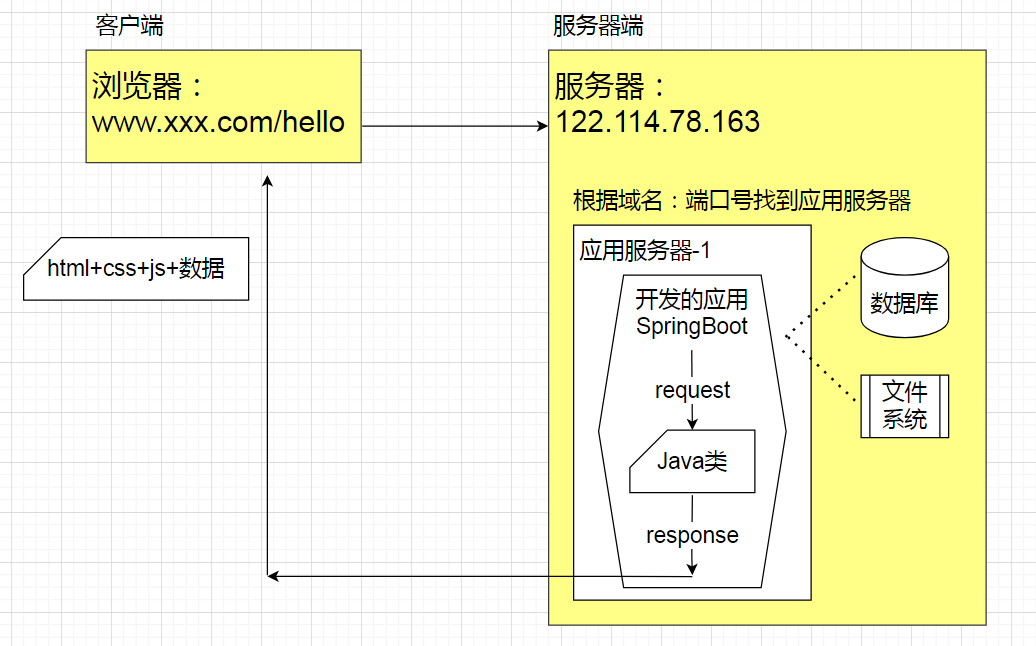 客户端
浏览器：
www.xxx.com/hello
html+css+js+数据
服务器端
服务器：
122.114.78.163
根据域名：端口号找到应用服务器
应用服务器-1
开发的应用
SpringBoot
request
Java类
response
数据库
文件
系统